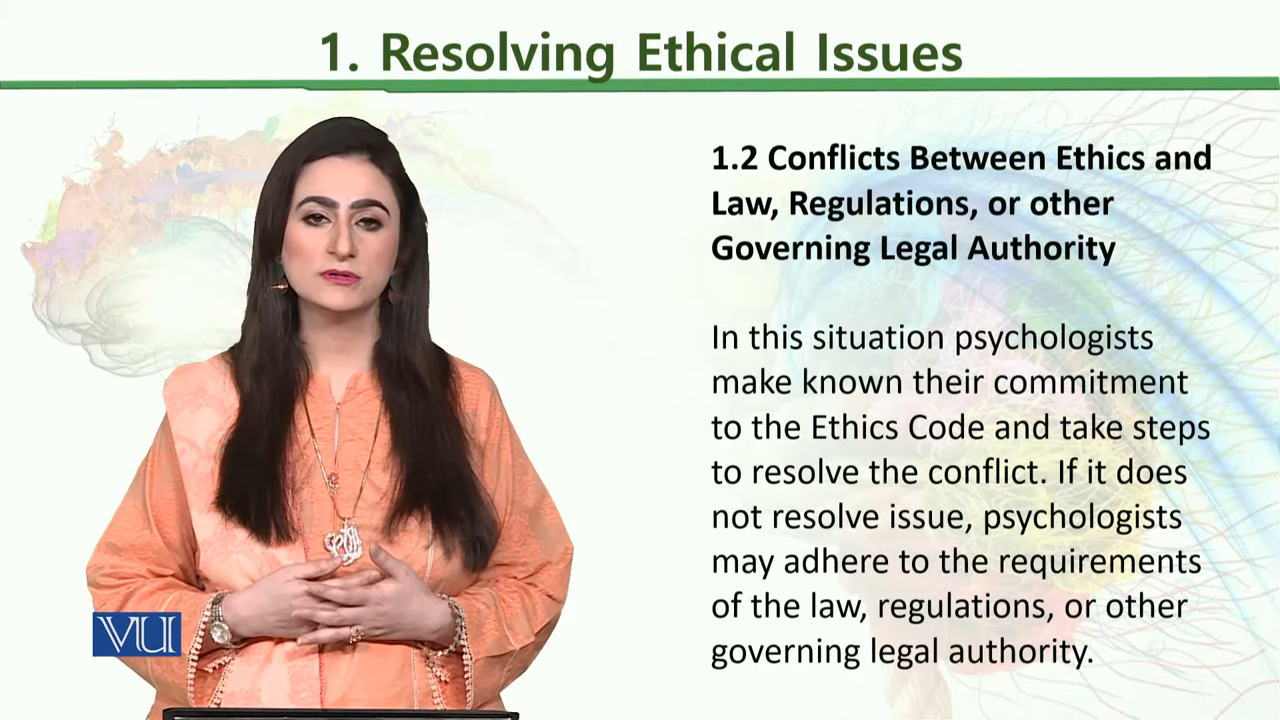 1. Resolving Ethical Issues
1.2 Conflicts Between Ethics and
Law, Regulations, or other
Governing Legal Authority
In this situation psychologists
make known their commitment
to the Ethics Code and take steps
to resolve the conflict. If it does
not resolve issue, psychologists
may adhere to the requirements
of the law, regulations, or other
governing legal authority.
VU